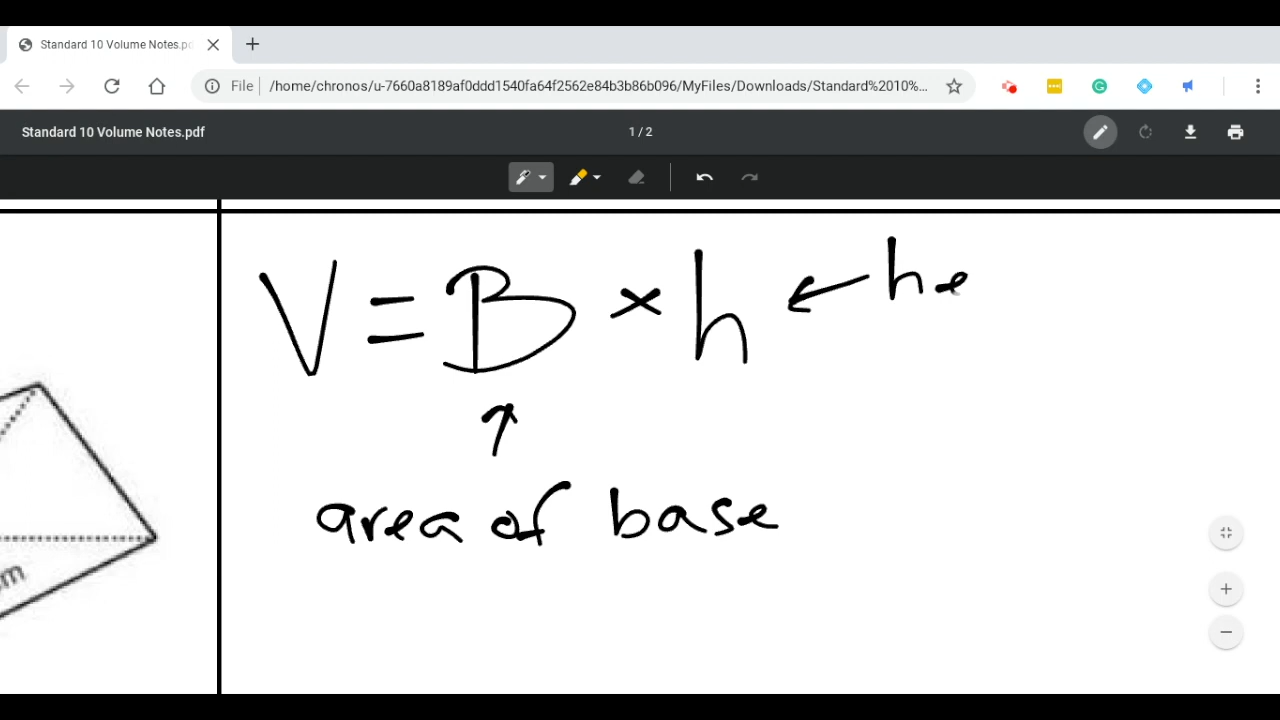 Standard 10 Volume Notes.pd
File /home/chronos/u-7660a8189af0ddd1540fa64f2562e84b3b86b096/MyFiles/Downloads/Standard%2010%...
Standard 10 Volume Notes.pdf 1 / 2
V = B × h ← he
↑
area of base
m